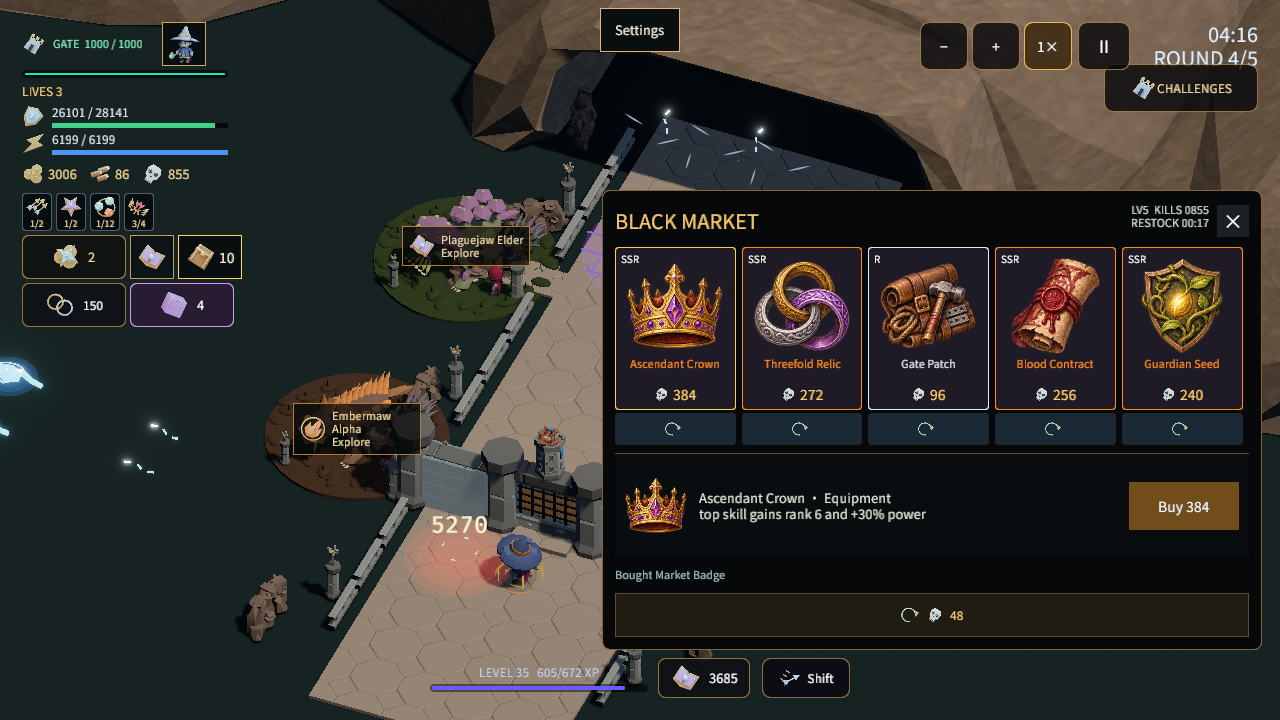 Settings
GATE 1000 / 1000
- + 1×
04:16
ROUND 4/5
CHALLENGES
LIVES 3
26101 / 28141
6199 / 6199
3006 86 855
1/2 1/2 1/12 3/4
2 10
150 4
Plaguejaw Elder
Explore
Embermaw
Alpha
Explore
5270
BLACK MARKET
LV5 KILLS 0855
RESTOCK 00:17
SSR SSR R SSR SSR
Ascendant Crown Threefold Relic Gate Patch Blood Contract Guardian Seed
384 272 96 256 240
Ascendant Crown • Equipment
top skill gains rank 6 and +30% power
Buy 384
Bought Market Badge
48
LEVEL 35 605/672 XP
3685 Shift